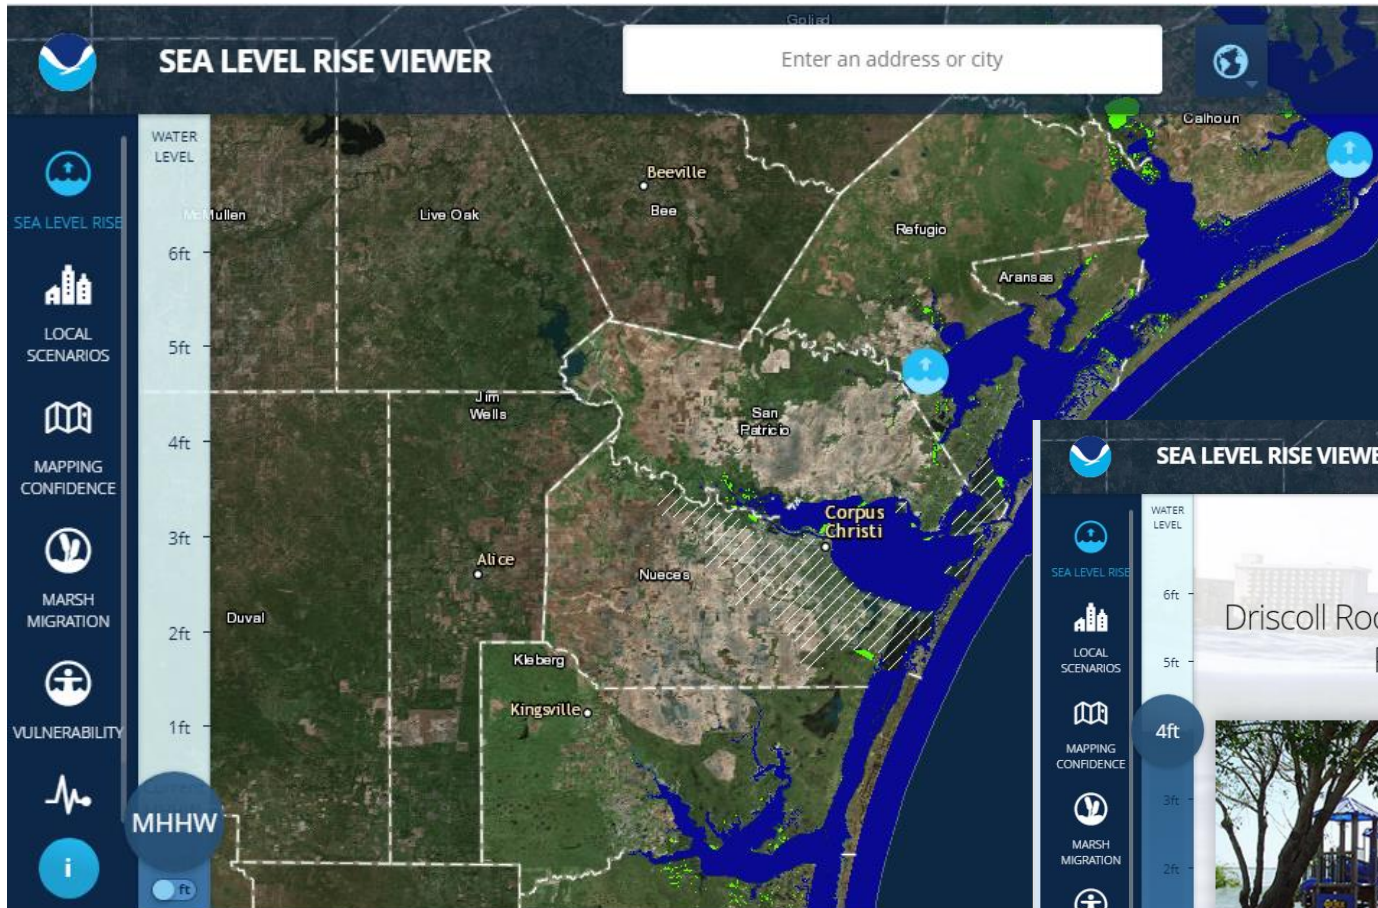 Goliad
SEA LEVEL RISE VIEWER
Enter an address or city
WATER
LEVEL
SEA LEVEL RISE
LOCAL
SCENARIOS
MAPPING
CONFIDENCE
MARSH
MIGRATION
VULNERABILITY
i
6ft
5ft
4ft
3ft
2ft
1ft
MHHW
ft
McMullen
Live Oak
Beeville
Bee
Calhoun
Refugio
Aransas
Jim
Wells
San
Patricio
Corpus
Christi
Alice
Nueces
Duval
Kleberg
Kingsville
SEA LEVEL RISE VIEWE
WATER
LEVEL
SEA LEVEL RISE
LOCAL
SCENARIOS
MAPPING
CONFIDENCE
MARSH
MIGRATION
6ft
5ft
4ft
3ft
2ft
Driscoll Roo